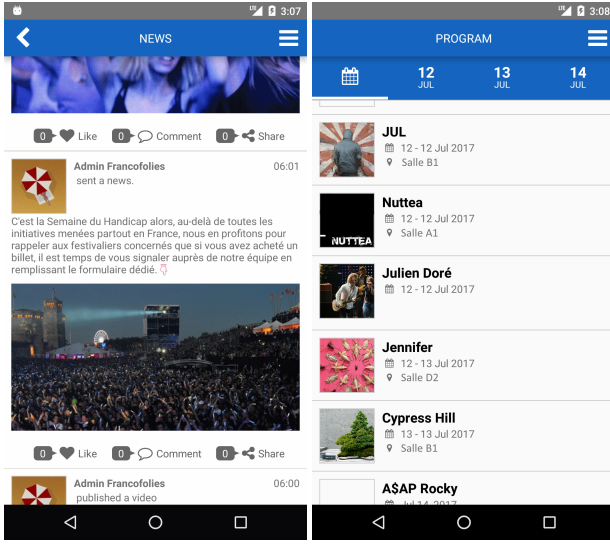 LTE 3:07
NEWS
0 Like 0 Comment 0 Share
Admin Francofolies 06:01
sent a news.
C'est la Semaine du Handicap alors, au-delà de toutes les
initiatives menées partout en France, nous en profitons pour
rappeler aux festivaliers concernés que si vous avez acheté un
billet, il est temps de vous signaler auprès de notre équipe en
remplissant le formulaire dédié. 👇
0 Like 0 Comment 0 Share
Admin Francofolies 06:00
published a video
LTE 3:08
PROGRAM
12 13 14
JUL JUL JUL
JUL
12 - 12 Jul 2017
Salle B1
Nuttea
12 - 12 Jul 2017
Salle A1
NUTTEA
Julien Doré
12 - 12 Jul 2017
Jennifer
12 - 13 Jul 2017
Salle D2
Cypress Hill
13 - 13 Jul 2017
Salle B1
A$AP Rocky
Jul 14, 2017